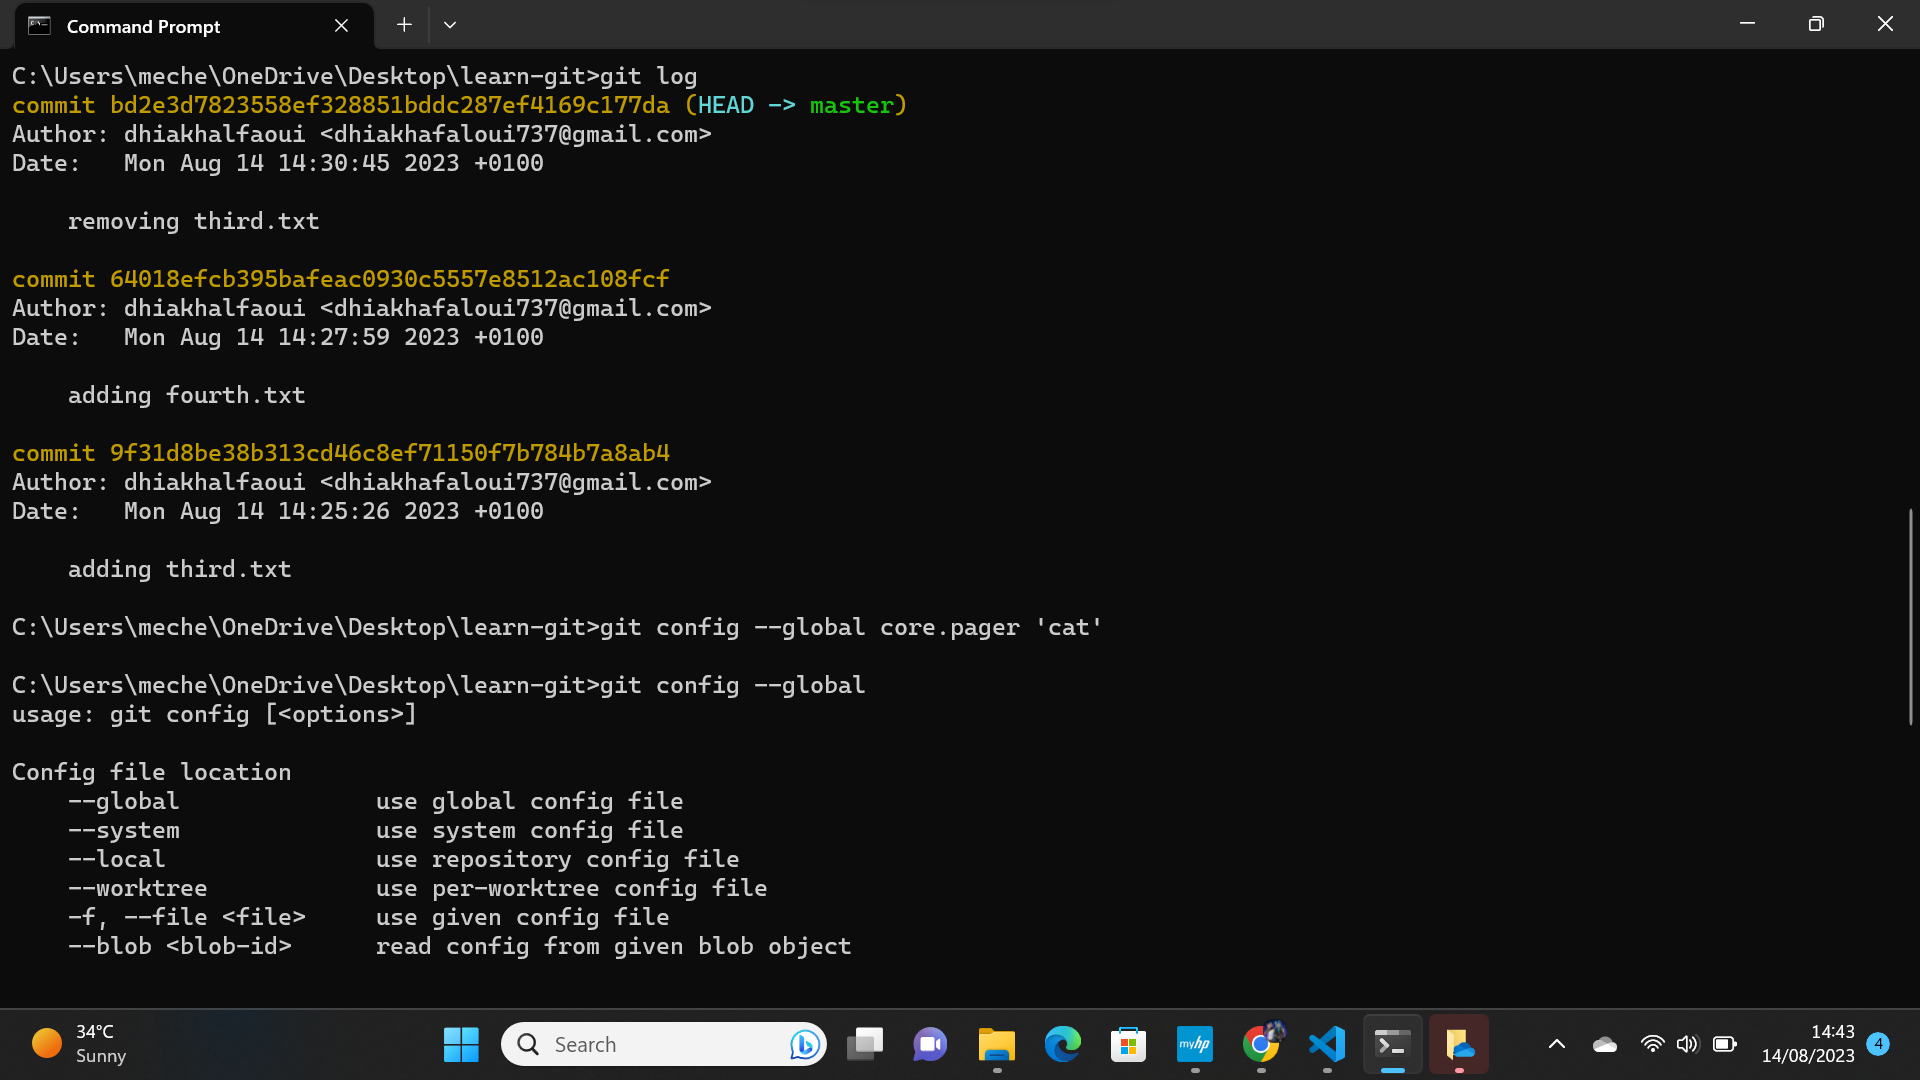 Command Prompt
C:\Users\meche\OneDrive\Desktop\learn-git>git log
commit bd2e3d7823558ef328851bddc287ef4169c177da (HEAD -> master)
Author: dhiakhalfaoui <dhiakhafaloui737@gmail.com>
Date:   Mon Aug 14 14:30:45 2023 +0100
    removing third.txt
commit 64018efcb395bafeac0930c5557e8512ac108fcf
Author: dhiakhalfaoui <dhiakhafaloui737@gmail.com>
Date:   Mon Aug 14 14:27:59 2023 +0100
    adding fourth.txt
commit 9f31d8be38b313cd46c8ef71150f7b784b7a8ab4
Author: dhiakhalfaoui <dhiakhafaloui737@gmail.com>
Date:   Mon Aug 14 14:25:26 2023 +0100
    adding third.txt
C:\Users\meche\OneDrive\Desktop\learn-git>git config --global core.pager 'cat'
C:\Users\meche\OneDrive\Desktop\learn-git>git config --global
usage: git config [<options>]
Config file location
    --global              use global config file
    --system              use system config file
    --local               use repository config file
    --worktree            use per-worktree config file
    -f, --file <file>     use given config file
    --blob <blob-id>      read config from given blob object
34°C
Sunny
Search
myhp
14:43
14/08/2023
4